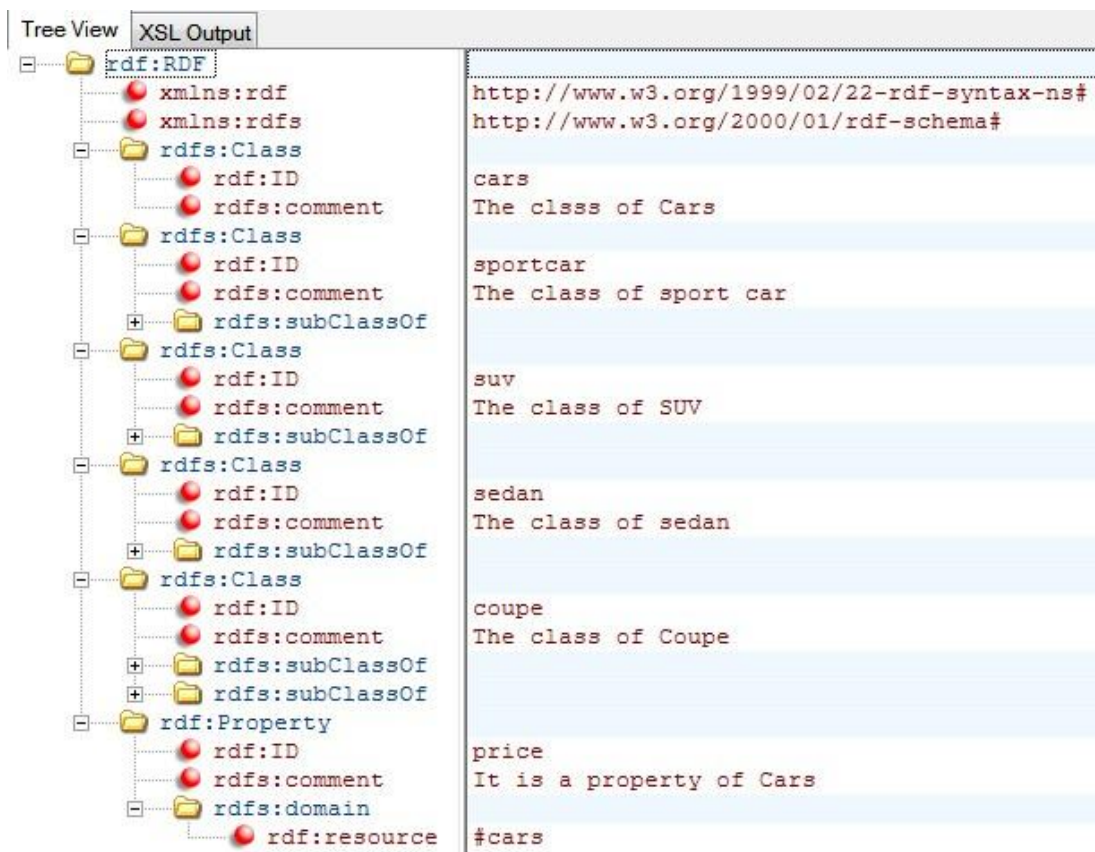 Tree View XSL Output
rdf:RDF
xmlns:rdf http://www.w3.org/1999/02/22-rdf-syntax-ns#
xmlns:rdfs http://www.w3.org/2000/01/rdf-schema#
rdfs:Class
rdf:ID cars
rdfs:comment The clsss of Cars
rdfs:Class
rdf:ID sportcar
rdfs:comment The class of sport car
rdfs:subClassOf
rdfs:Class
rdf:ID suv
rdfs:comment The class of SUV
rdfs:subClassOf
rdfs:Class
rdf:ID sedan
rdfs:comment The class of sedan
rdfs:subClassOf
rdfs:Class
rdf:ID coupe
rdfs:comment The class of Coupe
rdfs:subClassOf
rdfs:subClassOf
rdf:Property
rdf:ID price
rdfs:comment It is a property of Cars
rdfs:domain
rdf:resource #cars